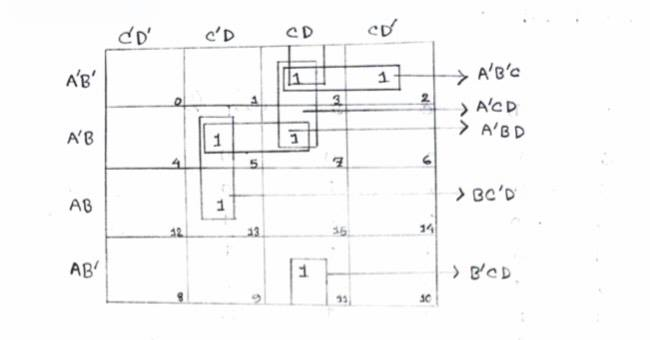 C'D' C'D CD CD'
A'B' 1 1 A'B'C
0 1 3 2
A'CD
A'B 1 1 A'BD
4 5 7 6
AB 1 BC'D
12 13 15 14
AB' 1 B'CD
8 9 11 10